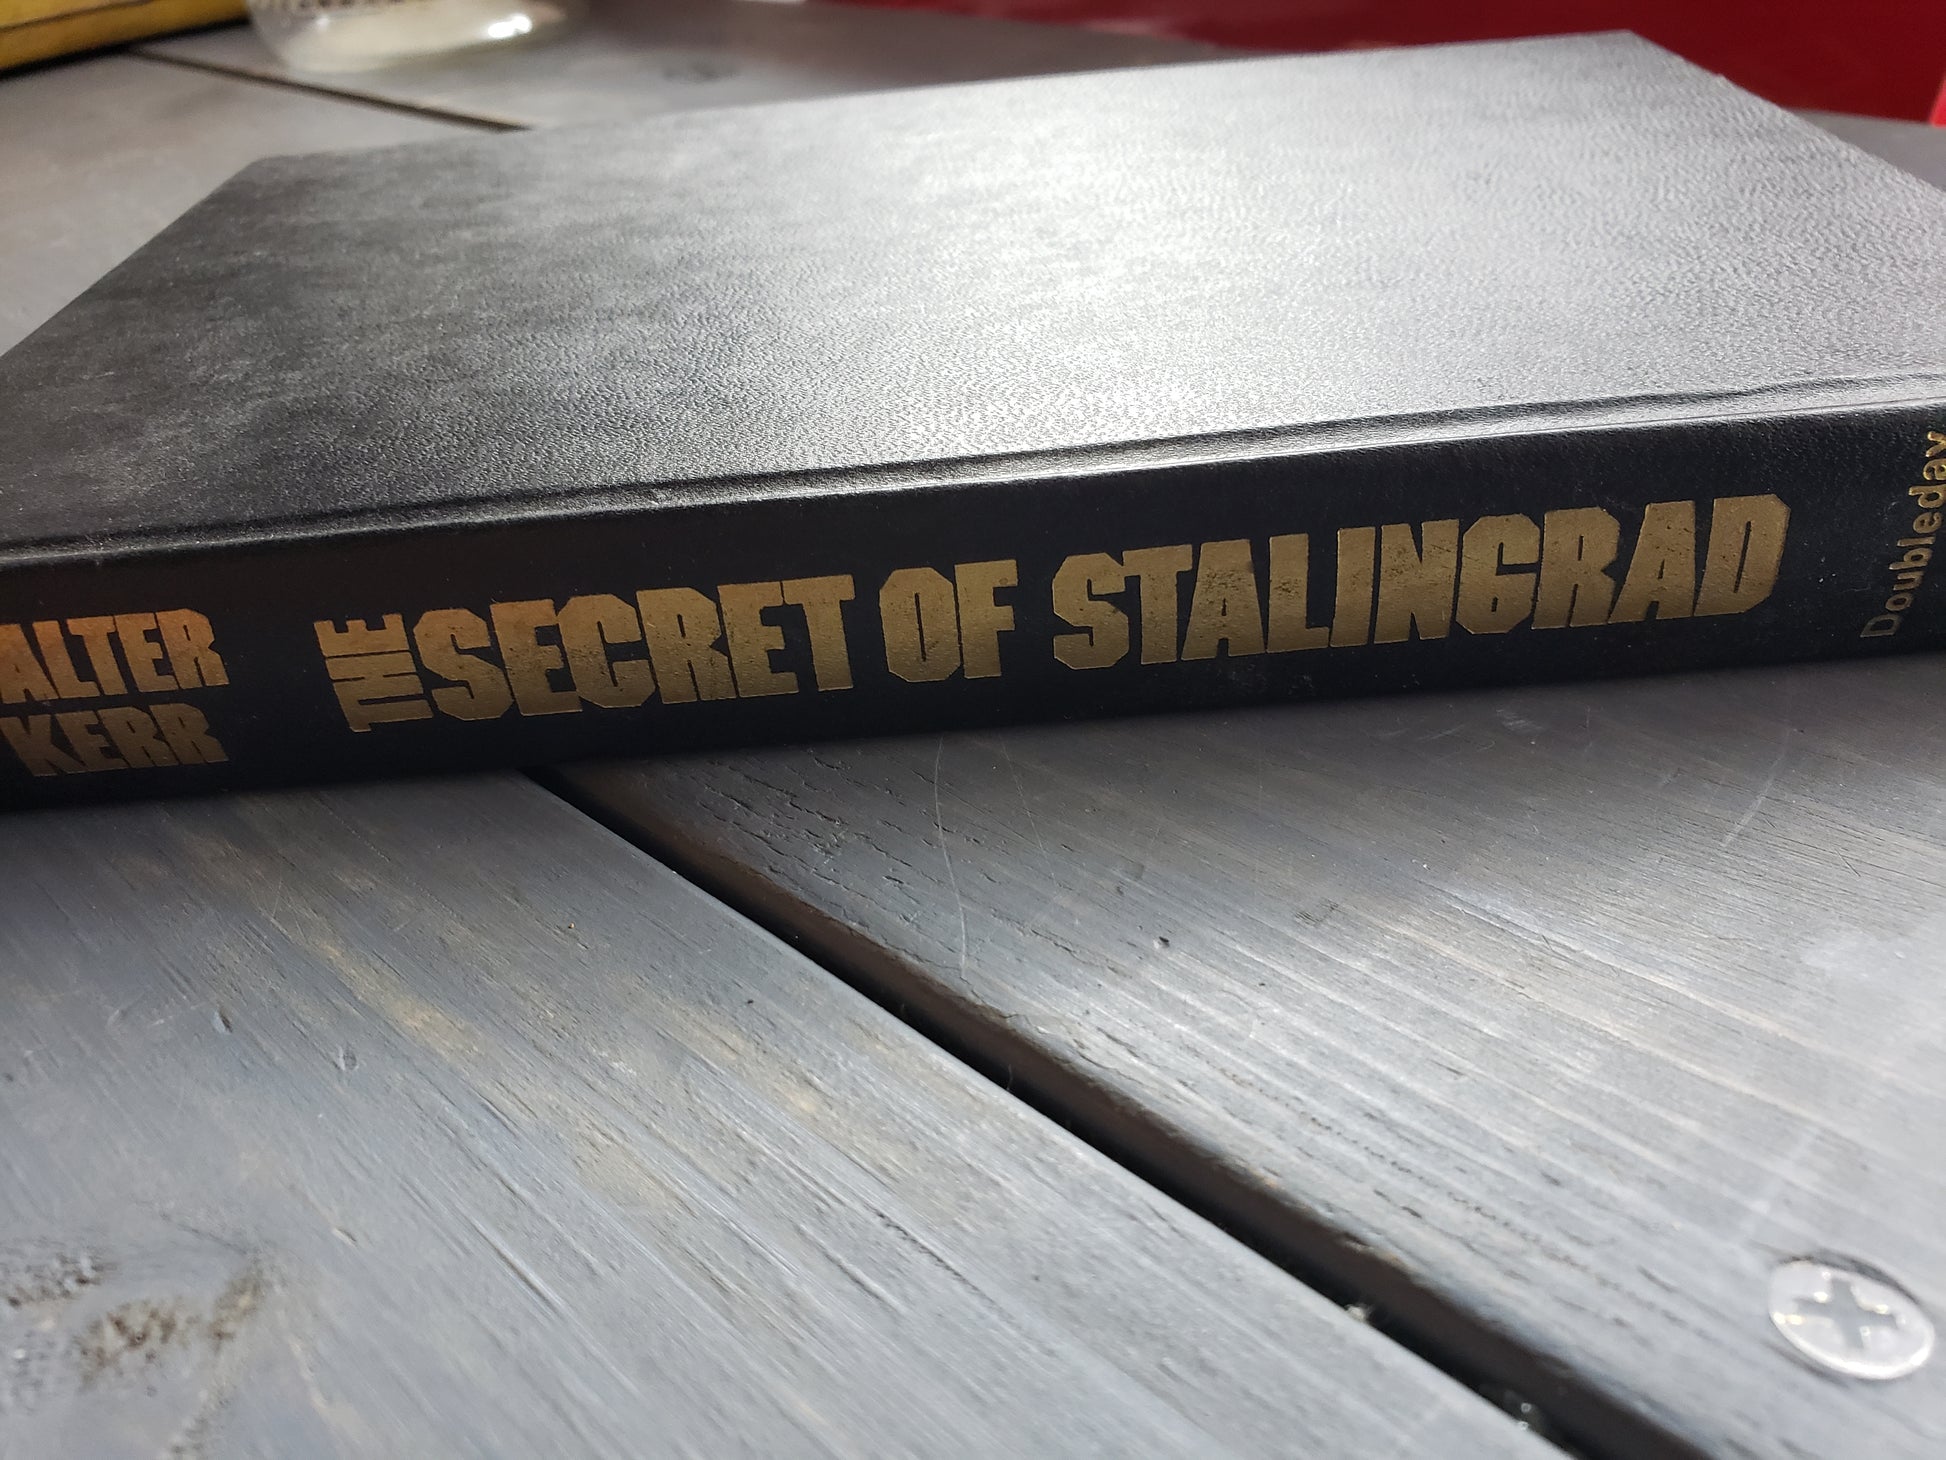 ALTER
KERR
THE SECRET OF STALINGRAD
Doubleday